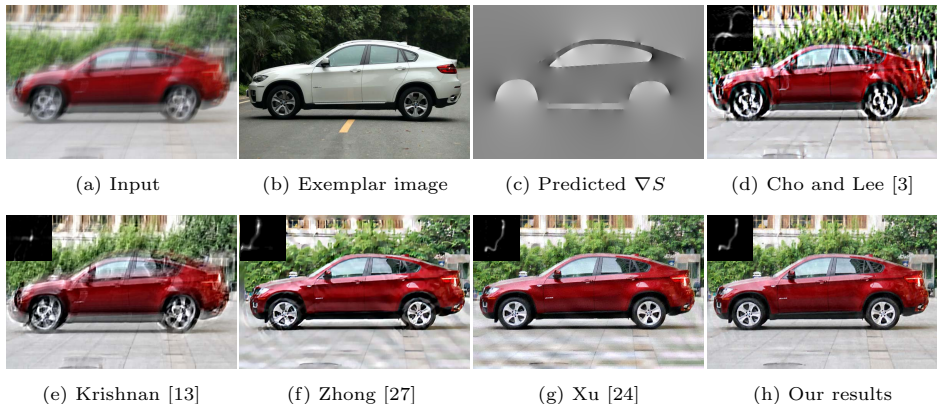 (a) Input
(b) Exemplar image
(c) Predicted ∇S
(d) Cho and Lee [3]
(e) Krishnan [13]
(f) Zhong [27]
(g) Xu [24]
(h) Our results